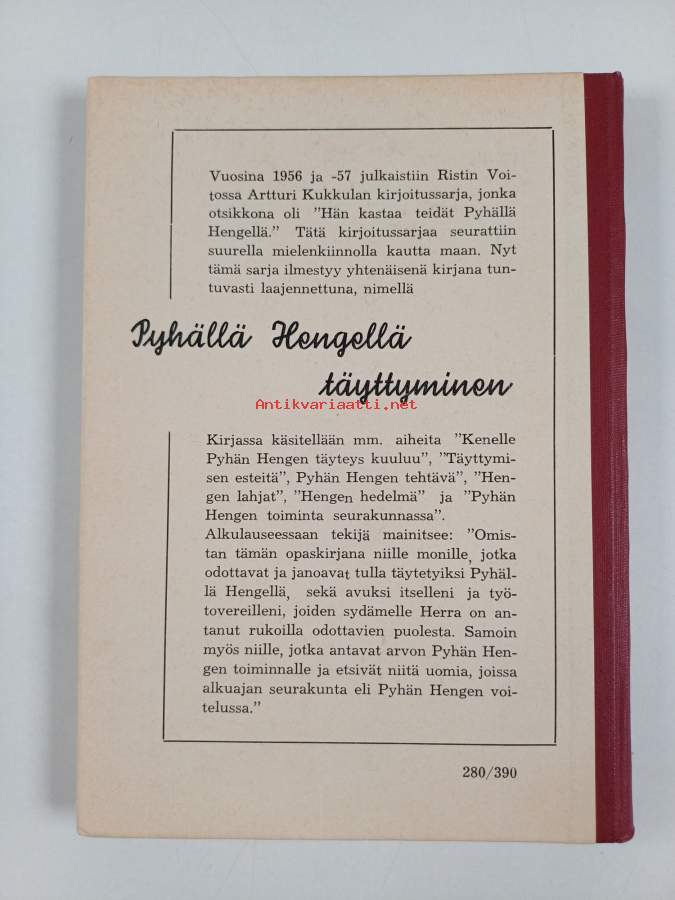 Vuosina 1956 ja -57 julkaistiin Ristin Voi-
tossa Artturi Kukkulan kirjoitussarja, jonka
otsikkona oli ”Hän kastaa teidät Pyhällä
Hengellä.” Tätä kirjoitussarjaa seurattiin
suurella mielenkiinnolla kautta maan. Nyt
tämä sarja ilmestyy yhtenäisenä kirjana tun-
tuvasti laajennettuna, nimellä
Pyhällä Hengellä
täyttyminen
Antikvariaatti.net
Kirjassa käsitellään mm. aiheita ”Kenelle
Pyhän Hengen täyteys kuuluu”, ”Täyttymi-
sen esteitä”, Pyhän Hengen tehtävä”, ”Hen-
gen lahjat”, ”Hengen hedelmä” ja ”Pyhän
Hengen toiminta seurakunnassa”.
Alkulauseessaan tekijä mainitsee: ”Omis-
tan tämän opaskirjana niille monille, jotka
odottavat ja janoavat tulla täytetyiksi Pyhäl-
lä Hengellä, sekä avuksi itselleni ja työ-
tovereilleni, joiden sydämelle Herra on an-
tanut rukoilla odottavien puolesta. Samoin
myös niille, jotka antavat arvon Pyhän Hen-
gen toiminnalle ja etsivät niitä uomia, joissa
alkuajan seurakunta eli Pyhän Hengen voi-
telussa.”
280/390